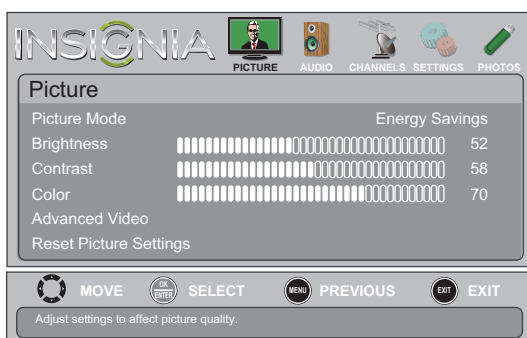 INSIGNIA
PICTURE AUDIO CHANNELS SETTINGS PHOTOS
Picture
Picture Mode Energy Savings
Brightness 52
Contrast 58
Color 70
Advanced Video
Reset Picture Settings
MOVE OK ENTER SELECT MENU PREVIOUS EXIT EXIT
Adjust settings to affect picture quality.